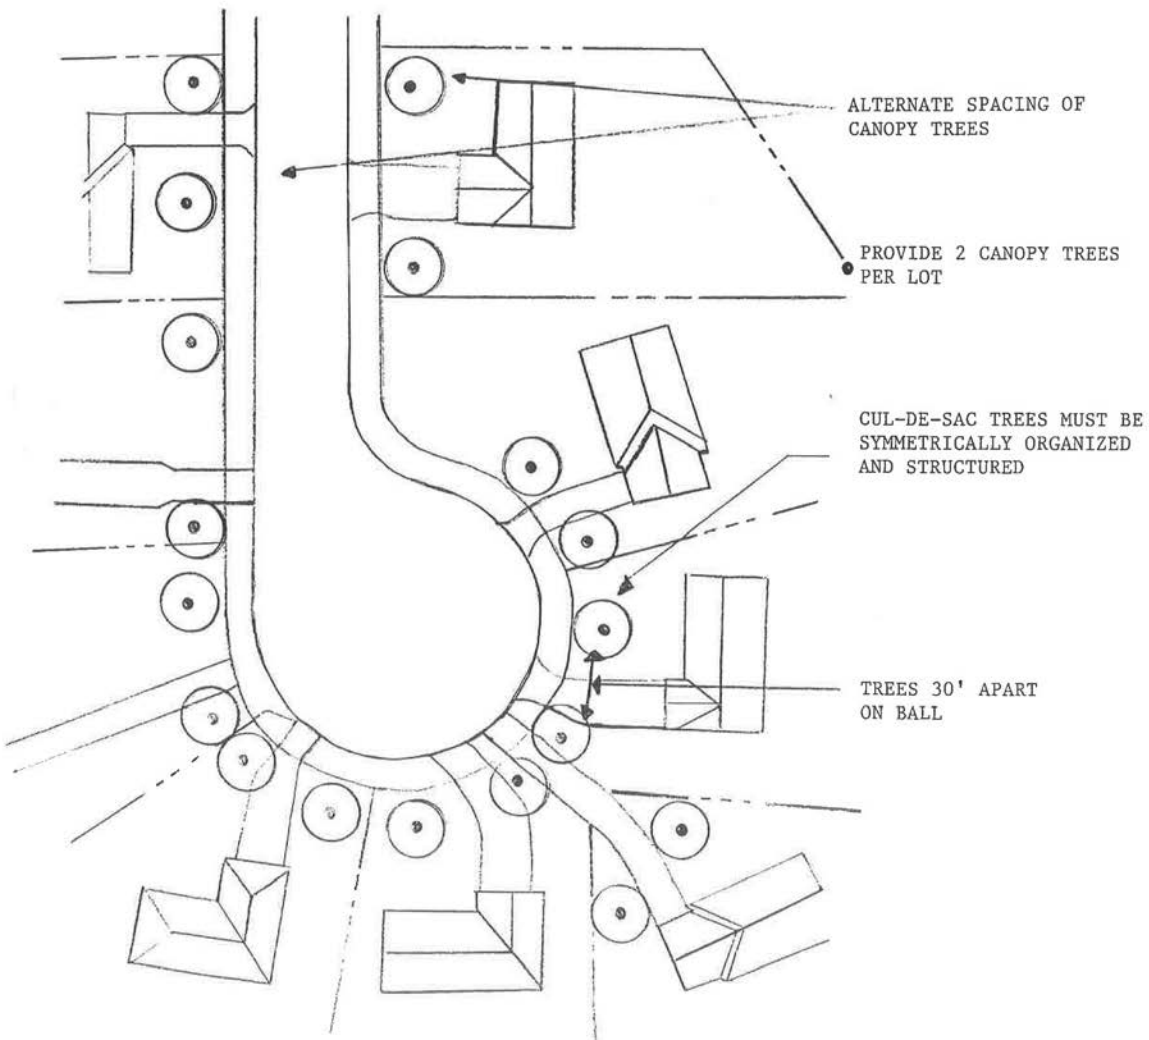 ALTERNATE SPACING OF
CANOPY TREES
PROVIDE 2 CANOPY TREES
PER LOT
CUL-DE-SAC TREES MUST BE
SYMMETRICALLY ORGANIZED
AND STRUCTURED
TREES 30' APART
ON BALL